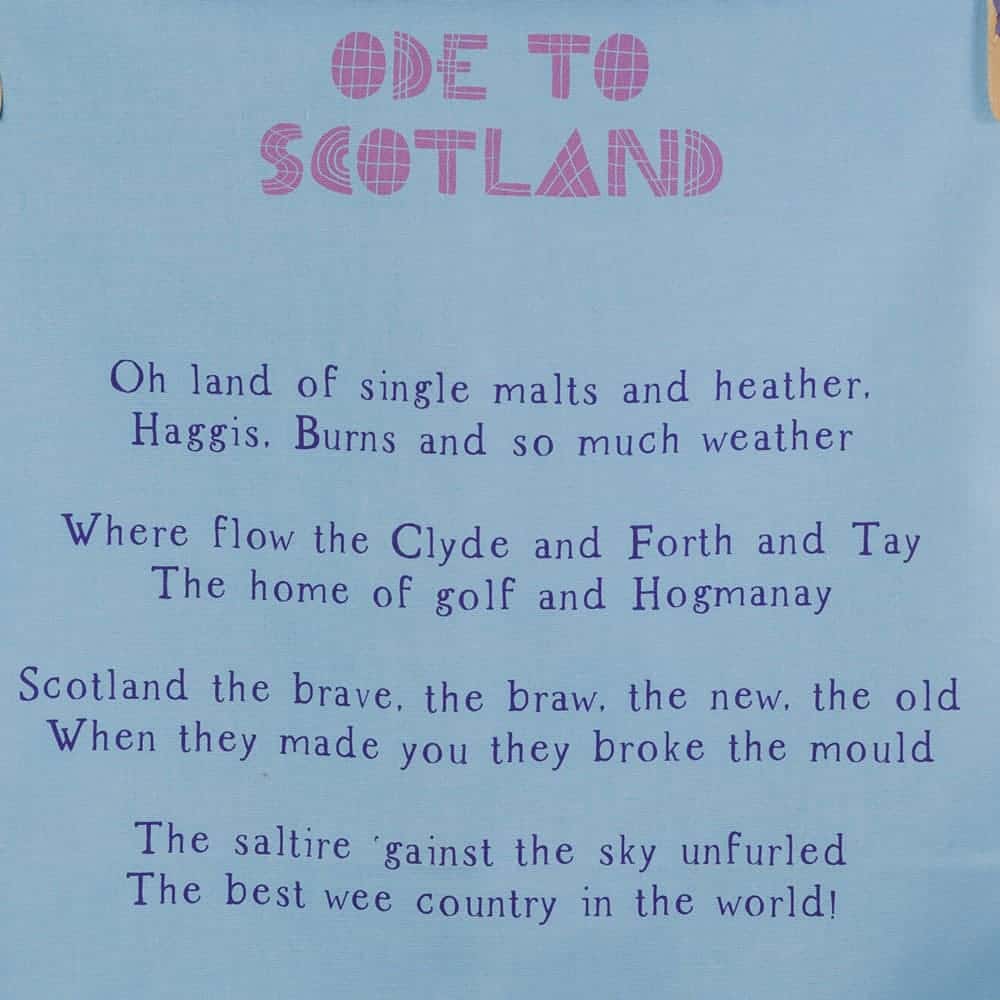 ODE TO
SCOTLAND
Oh land of single malts and heather,
Haggis, Burns and so much weather
Where flow the Clyde and Forth and Tay
The home of golf and Hogmanay
Scotland the brave, the braw, the new, the old
When they made you they broke the mould
The saltire 'gainst the sky unfurled
The best wee country in the world!